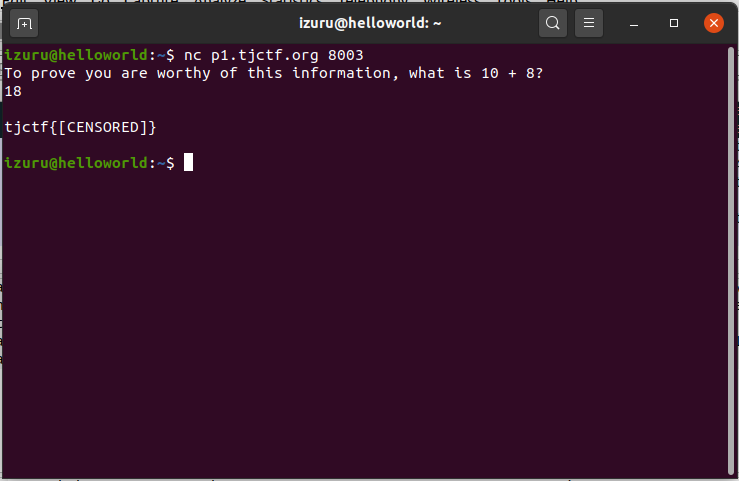 izuru@helloworld: ~
izuru@helloworld:~$ nc p1.tjctf.org 8003
To prove you are worthy of this information, what is 10 + 8?
18
tjctf{[CENSORED]}
izuru@helloworld:~$